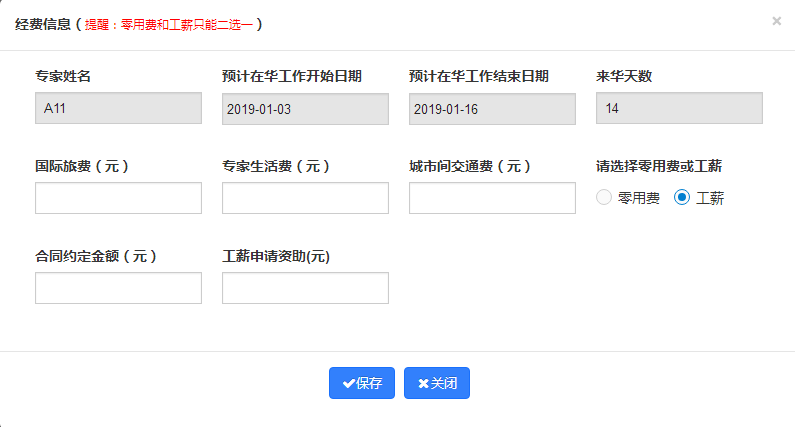 经费信息（提醒：零用费和工薪只能二选一） ×
专家姓名 预计在华工作开始日期 预计在华工作结束日期 来华天数
A11 2019-01-03 2019-01-16 14
国际旅费（元） 专家生活费（元） 城市间交通费（元） 请选择零用费或工薪
零用费 工薪
合同约定金额（元） 工薪申请资助(元)
保存 关闭